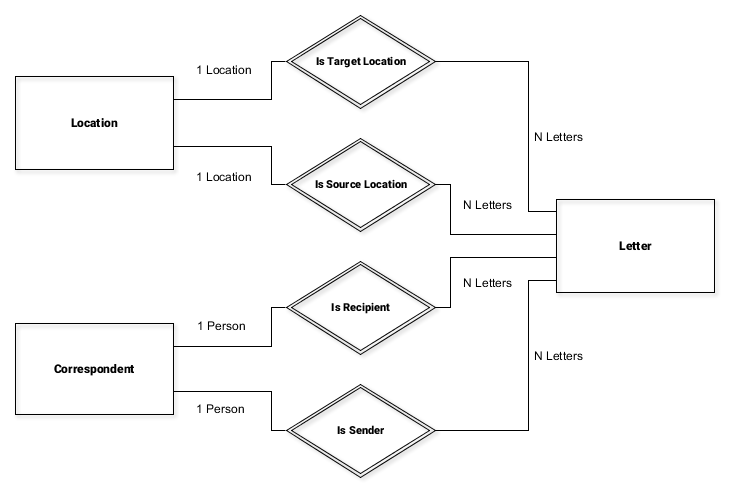 Is Target Location
1 Location
Location
N Letters
1 Location
Is Source Location
N Letters
Letter
N Letters
Is Recipient
1 Person
N Letters
Correspondent
1 Person
Is Sender